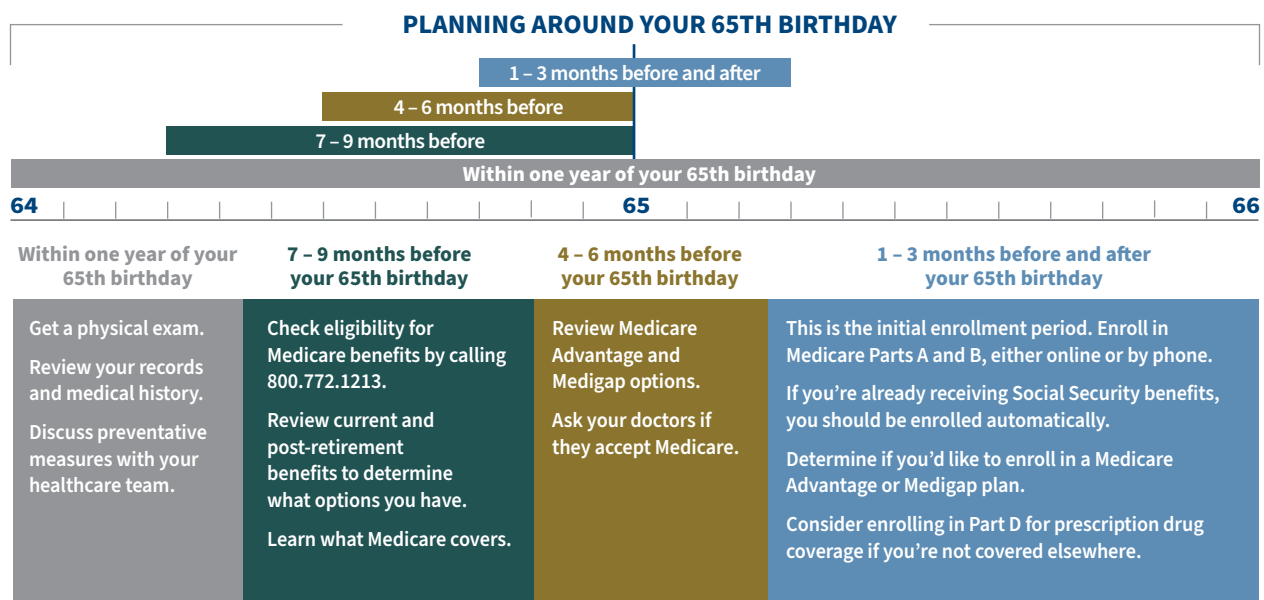 PLANNING AROUND YOUR 65TH BIRTHDAY
1 – 3 months before and after
4 – 6 months before
7 – 9 months before
Within one year of your 65th birthday
64 65 66
Within one year of your
65th birthday
Get a physical exam.
Review your records
and medical history.
Discuss preventative
measures with your
healthcare team.
7 – 9 months before
your 65th birthday
Check eligibility for
Medicare benefits by calling
800.772.1213.
Review current and
post-retirement
benefits to determine
what options you have.
Learn what Medicare covers.
4 – 6 months before
your 65th birthday
Review Medicare
Advantage and
Medigap options.
Ask your doctors if
they accept Medicare.
1 – 3 months before and after
your 65th birthday
This is the initial enrollment period. Enroll in
Medicare Parts A and B, either online or by phone.
If you’re already receiving Social Security benefits,
you should be enrolled automatically.
Determine if you’d like to enroll in a Medicare
Advantage or Medigap plan.
Consider enrolling in Part D for prescription drug
coverage if you’re not covered elsewhere.